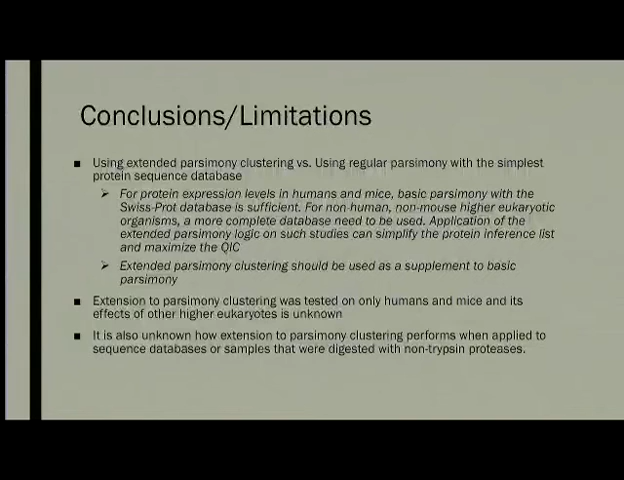 Conclusions/Limitations
Using extended parsimony clustering vs. Using regular parsimony with the simplest
protein sequence database
For protein expression levels in humans and mice, basic parsimony with the
Swiss-Prot database is sufficient. For non-human, non-mouse higher eukaryotic
organisms, a more complete database need to be used. Application of the
extended parsimony logic on such studies can simplify the protein inference list
and maximize the QIC
Extended parsimony clustering should be used as a supplement to basic
parsimony
Extension to parsimony clustering was tested on only humans and mice and its
effects of other higher eukaryotes is unknown
It is also unknown how extension to parsimony clustering performs when applied to
sequence databases or samples that were digested with non-trypsin proteases.